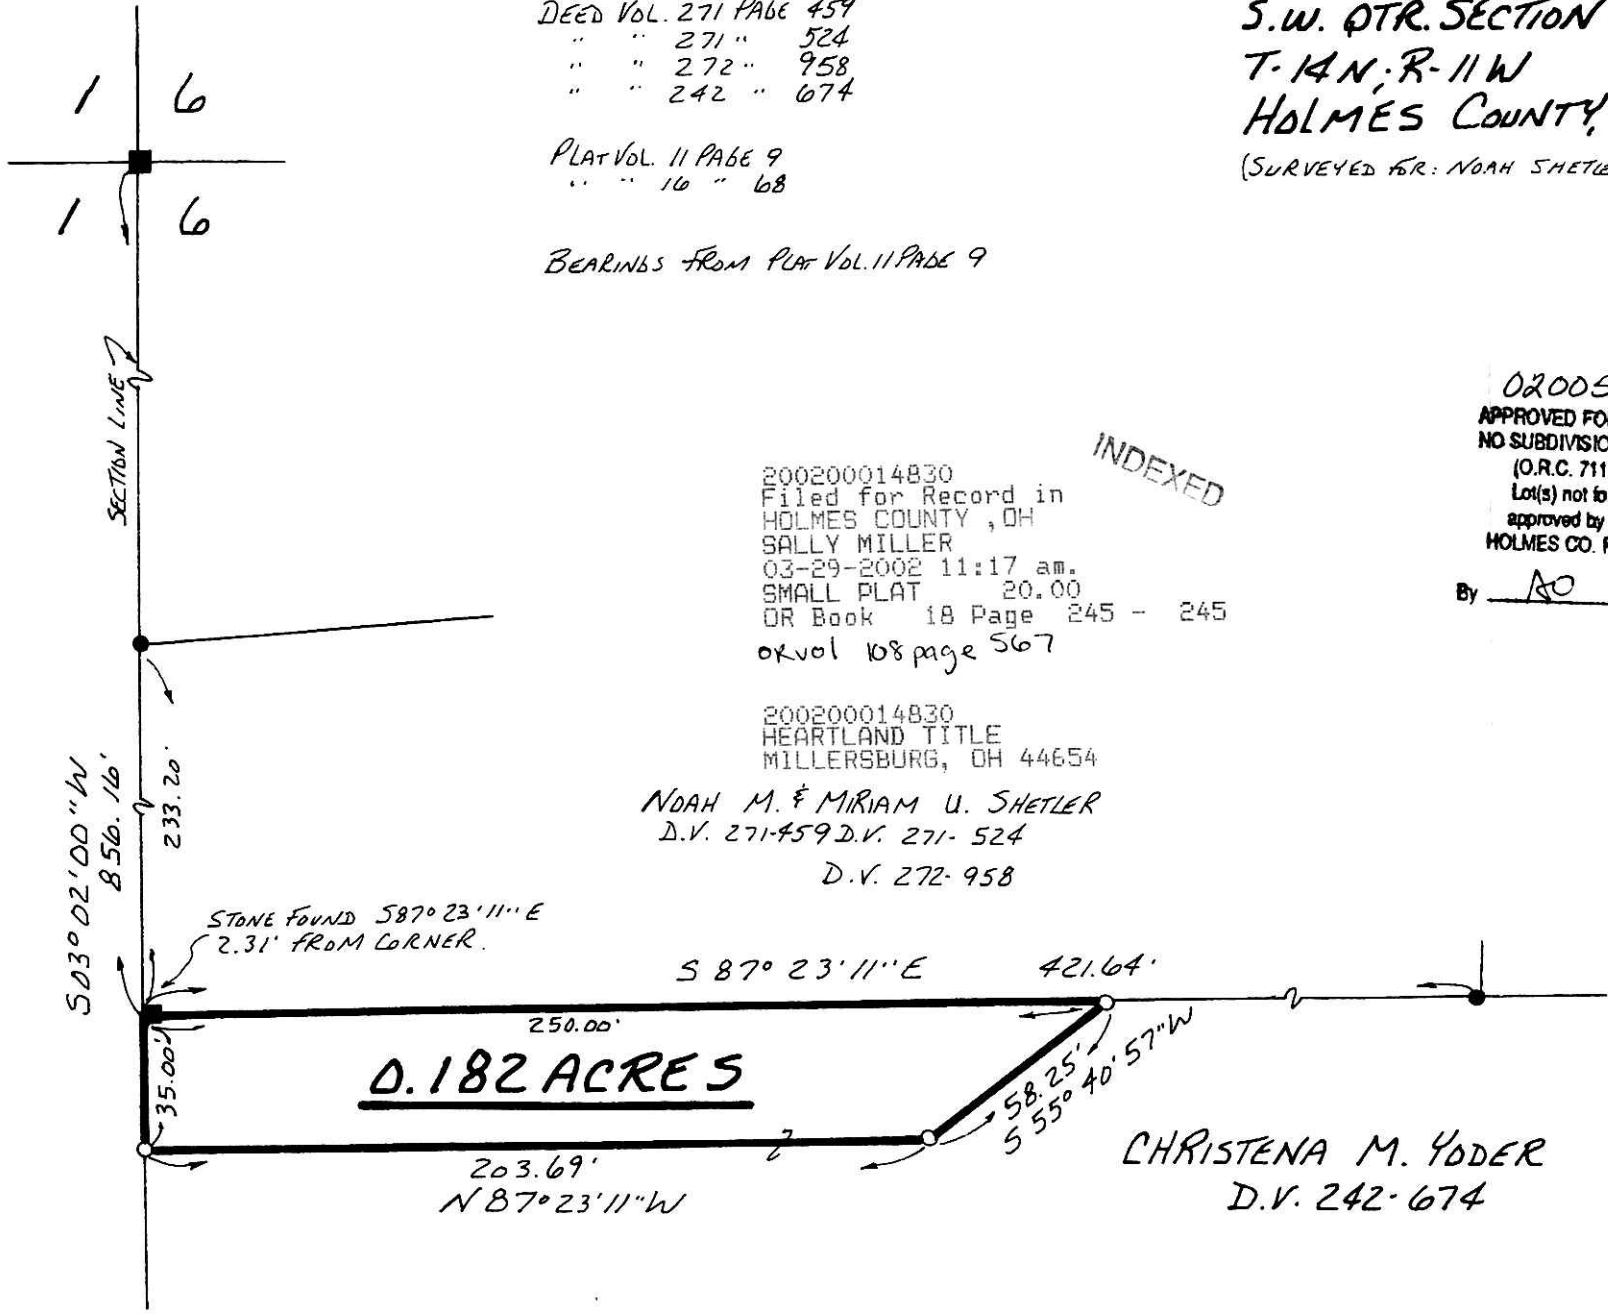 DEED VOL. 271 PAGE 459
" " 271 " 524
" " 272 " 958
" " 242 " 674
PLAT VOL. 11 PAGE 9
" " 16 " 68
BEARINGS FROM PLAT VOL. 11 PAGE 9
S.W. QTR. SECTION
T-14N; R-11W
HOLMES COUNTY,
(SURVEYED FOR: NOAH SHETLE
1 6
1 6
SECTION LINE
02005
APPROVED FO
NO SUBDIVISIO
(O.R.C. 711
Lot(s) not fo
approved by
HOLMES CO. 
By AO
INDEXED
200200014830
Filed for Record in
HOLMES COUNTY ,OH
SALLY MILLER
03-29-2002 11:17 am.
SMALL PLAT 20.00
OR Book 18 Page 245 - 245
orvol 108 page 567
200200014830
HEARTLAND TITLE
MILLERSBURG, OH 44654
NOAH M. & MIRIAM U. SHETLER
D.V. 271-459 D.V. 271-524
D.V. 272-958
S03°02'00"W
856.16'
233.20'
STONE FOUND S87°23'11"E
2.31' FROM CORNER.
S 87° 23' 11" E 421.64'
250.00'
35.00'
0.182 ACRES
58.25'
S 55° 40' 57" W
203.69'
N 87° 23' 11" W
CHRISTENA M. YODER
D.V. 242-674